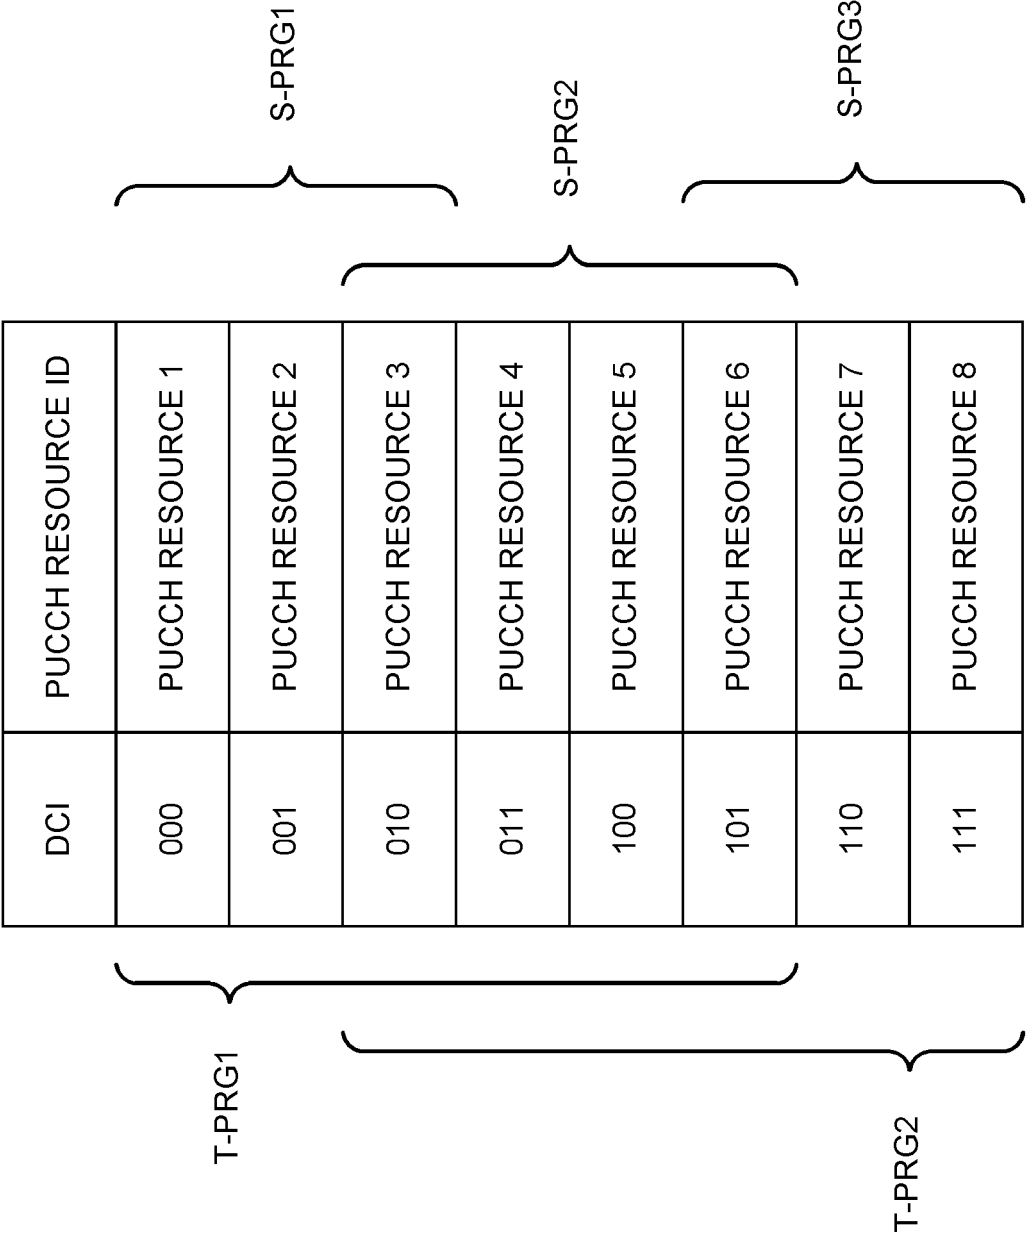 DCI
PUCCH RESOURCE ID
000
PUCCH RESOURCE 1
001
PUCCH RESOURCE 2
010
PUCCH RESOURCE 3
011
PUCCH RESOURCE 4
100
PUCCH RESOURCE 5
101
PUCCH RESOURCE 6
110
PUCCH RESOURCE 7
111
PUCCH RESOURCE 8
T-PRG1
T-PRG2
S-PRG1
S-PRG2
S-PRG3